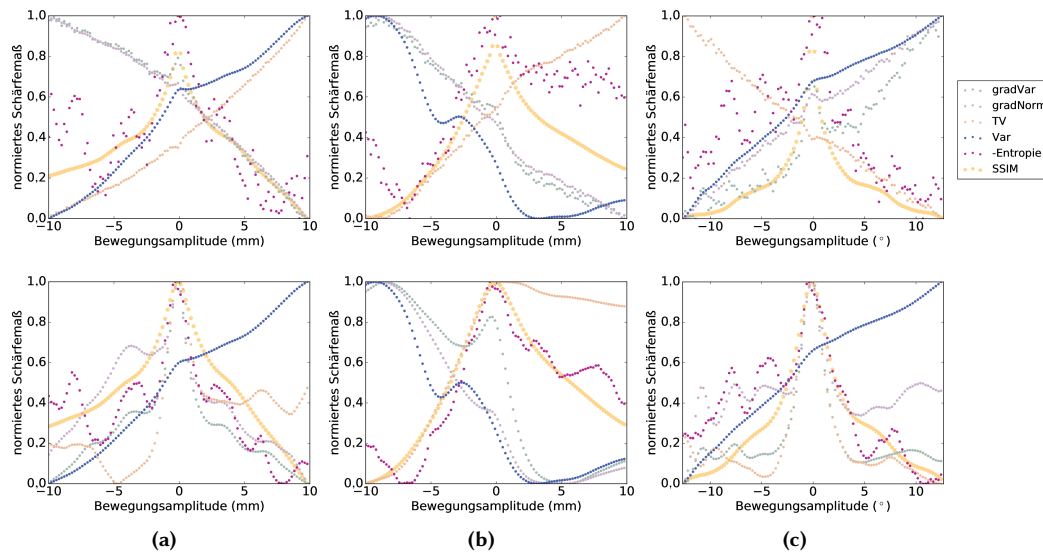 normiertes Schärfemaß
1.0
0.8
0.6
0.4
0.2
0.0
−10 −5 0 5 10
Bewegungsamplitude (mm)
normiertes Schärfemaß
1.0
0.8
0.6
0.4
0.2
0.0
−10 −5 0 5 10
Bewegungsamplitude (mm)
normiertes Schärfemaß
1.0
0.8
0.6
0.4
0.2
0.0
−10 −5 0 5 10
Bewegungsamplitude (°)
gradVar
gradNorm
TV
Var
-Entropie
SSIM
normiertes Schärfemaß
1.0
0.8
0.6
0.4
0.2
0.0
−10 −5 0 5 10
Bewegungsamplitude (mm)
normiertes Schärfemaß
1.0
0.8
0.6
0.4
0.2
0.0
−10 −5 0 5 10
Bewegungsamplitude (mm)
normiertes Schärfemaß
1.0
0.8
0.6
0.4
0.2
0.0
−10 −5 0 5 10
Bewegungsamplitude (°)
(a) (b) (c)